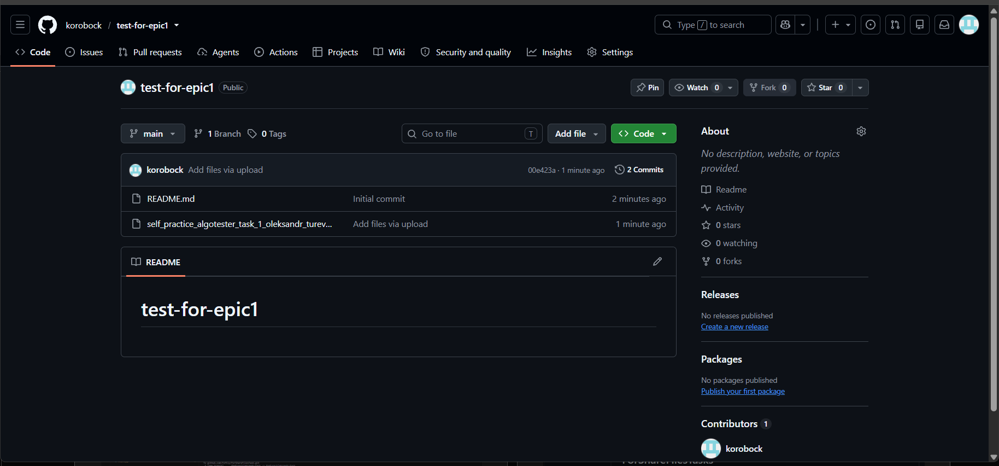 korobock / test-for-epic1
Type / to search
Code Issues Pull requests Agents Actions Projects Wiki Security and quality Insights Settings
test-for-epic1 Public
Pin Watch 0 Fork 0 Star 0
main 1 Branch 0 Tags Go to file T Add file Code
About
No description, website, or topics
provided.
korobock Add files via upload 00e423a · 1 minute ago 2 Commits
README.md Initial commit 2 minutes ago
self_practice_algotester_task_1_oleksandr_turev... Add files via upload 1 minute ago
Readme
Activity
0 stars
0 watching
0 forks
README
test-for-epic1
Releases
No releases published
Create a new release
Packages
No packages published
Publish your first package
Contributors 1
korobock